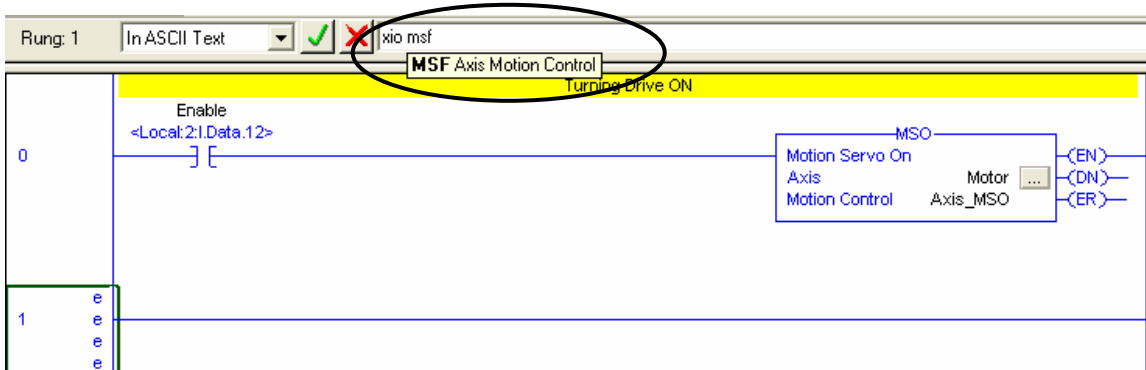 Rung: 1 In ASCII Text xio msf
MSF Axis Motion Control
Turning Drive ON
Enable
<Local:2:I.Data.12>
0
MSO
Motion Servo On
Axis Motor ...
Motion Control Axis_MSO
(EN)
(DN)
(ER)
1
e
e
e
e